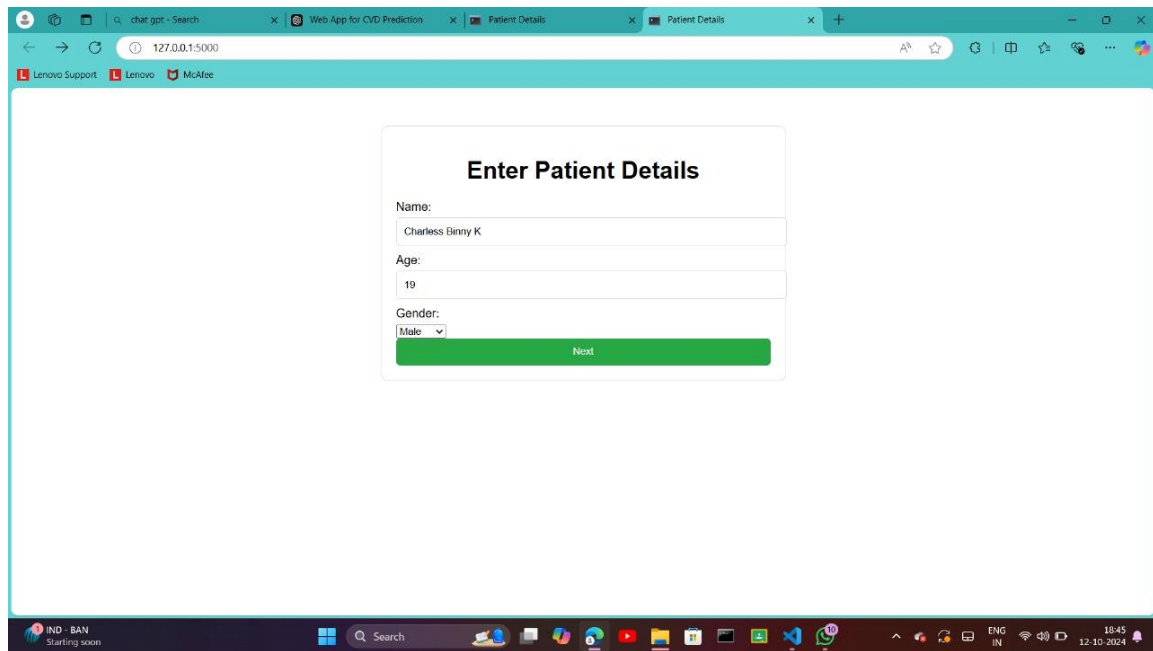 chat gpt - Search
Web App for CVD Prediction
Patient Details
Patient Details
127.0.0.1:5000
Lenovo Support
Lenovo
McAfee
Enter Patient Details
Name:
Charless Binny K
Age:
19
Gender:
Male
Next
IND - BAN
Starting soon
Search
10
ENG
IN
18:45
12-10-2024